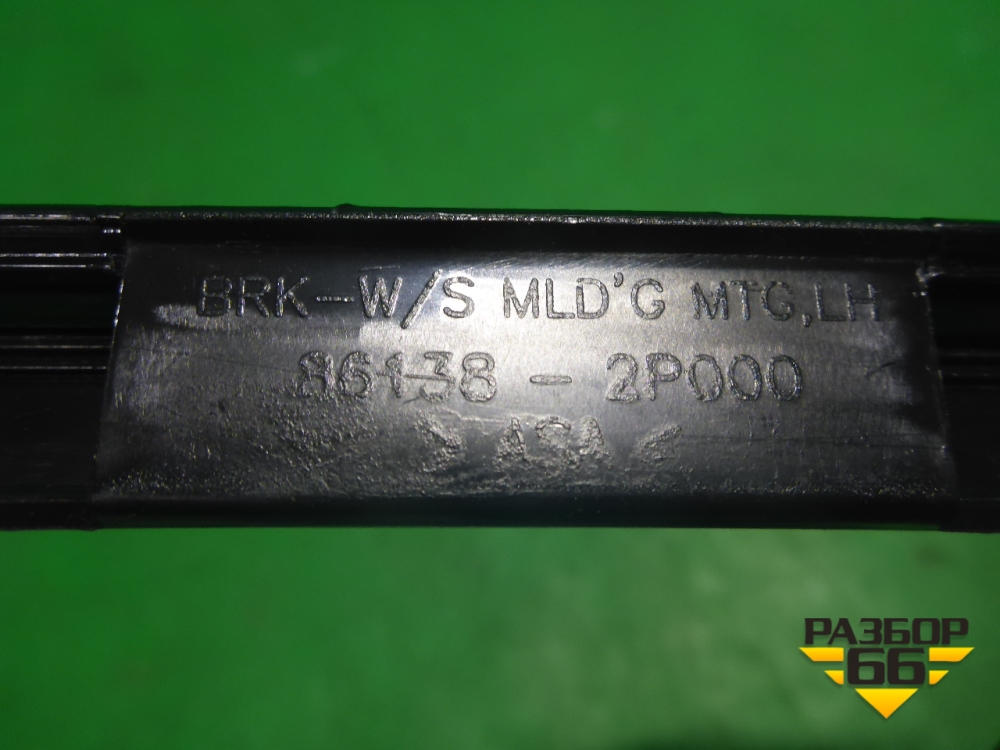 BRK-W/S MLD'G MTG,LH
86138 - 2P000
>ASA<
РАЗБОР
66